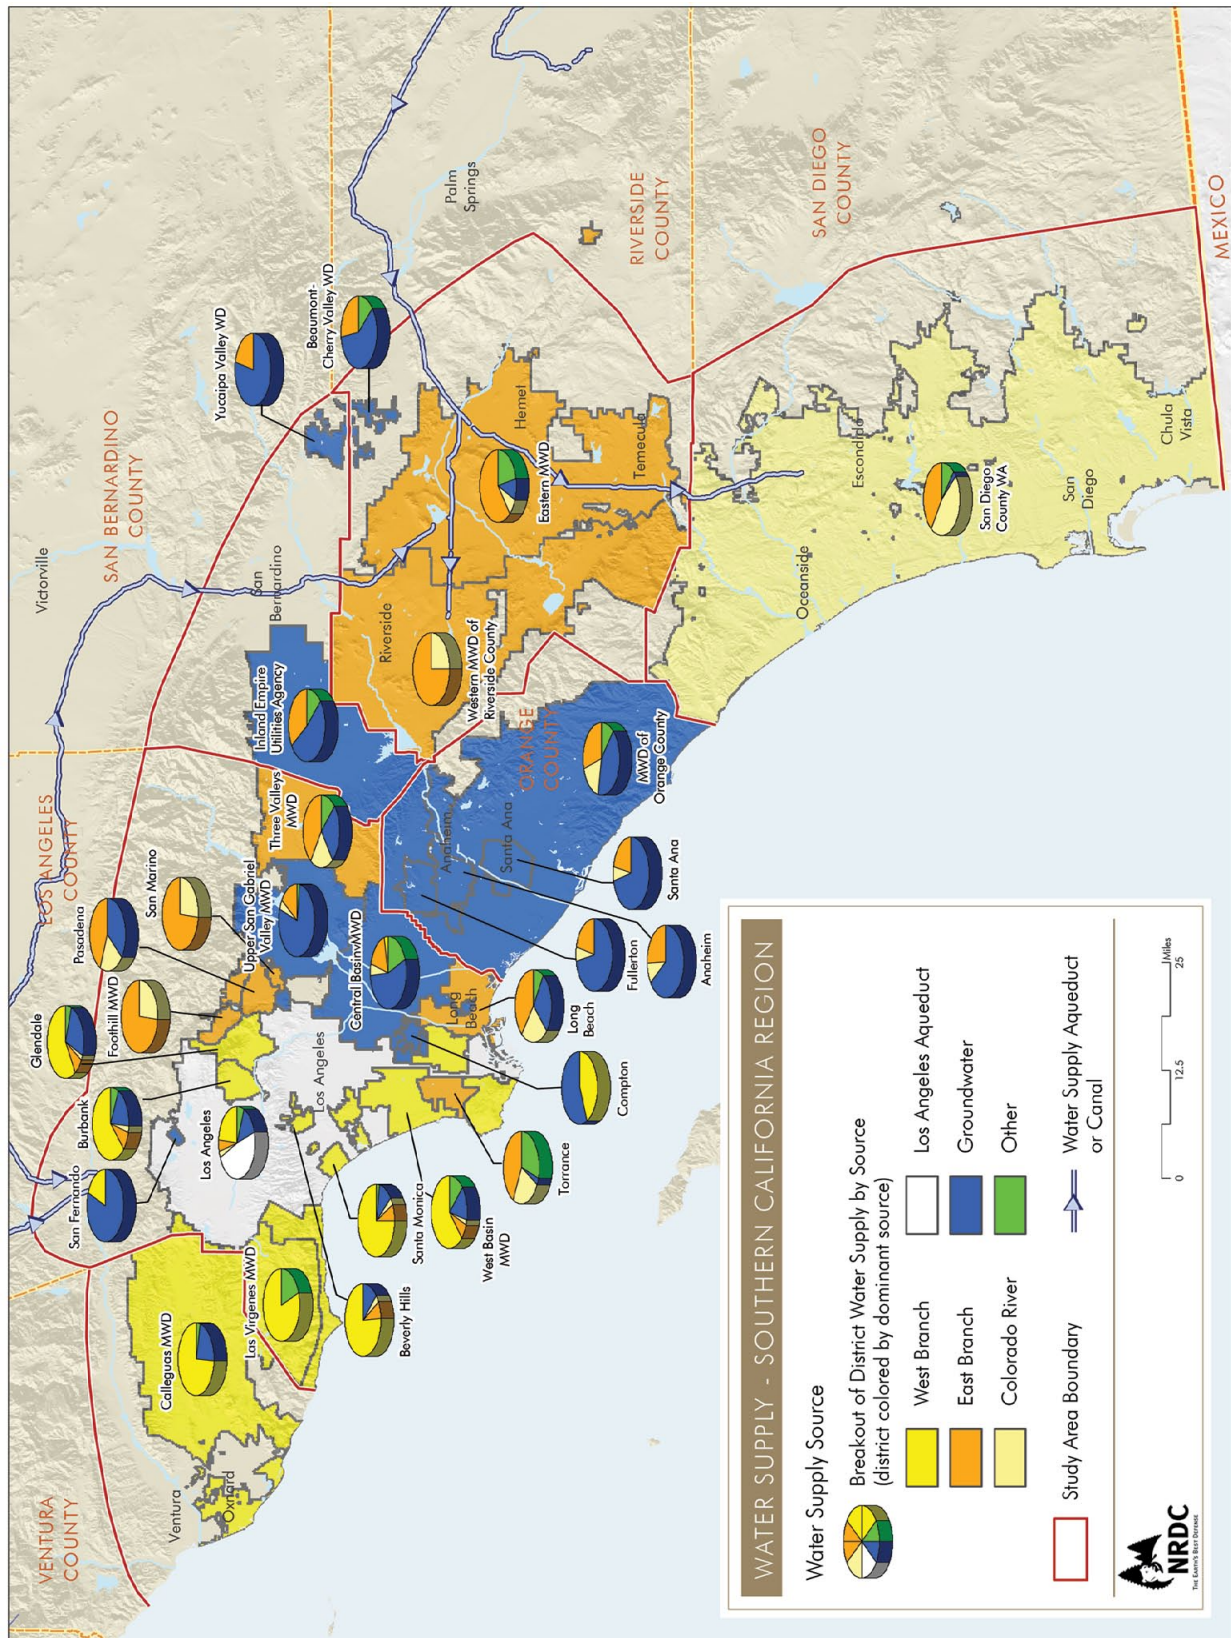 VENTURA
COUNTY
LOS ANGELES
COUNTY
SAN BERNARDINO
COUNTY
RIVERSIDE
COUNTY
ORANGE
COUNTY
SAN DIEGO
COUNTY
MEXICO
Victorville
San
Bernardino
Palm
Springs
Ventura
Oxnard
Los Angeles
Riverside
Hemet
Temecula
Anaheim
Santa Ana
Long
Beach
Oceanside
Escondido
San
Diego
Chula
Vista
Calleguas MWD
Las Virgenes MWD
San Fernando
Burbank
Glendale
Los Angeles
Foothill MWD
Pasadena
San Marino
Upper San Gabriel
Valley MWD
Three Valleys
MWD
Inland Empire
Utilities Agency
Yucaipa Valley WD
Beaumont-
Cherry Valley WD
Eastern MWD
Western MWD of
Riverside County
Central BasinvMWD
Beverly Hills
Santa Monica
West Basin
MWD
Torrance
Compton
Long
Beach
Fullerton
Anaheim
Santa Ana
MWD of
Orange County
San Diego
County WA
WATER SUPPLY - SOUTHERN CALIFORNIA REGION
Water Supply Source
Breakout of District Water Supply by Source
(district colored by dominant source)
West Branch
East Branch
Colorado River
Los Angeles Aqueduct
Groundwater
Other
Study Area Boundary
Water Supply Aqueduct
or Canal
NRDC
THE EARTH'S BEST DEFENSE
0
12.5
25
Miles